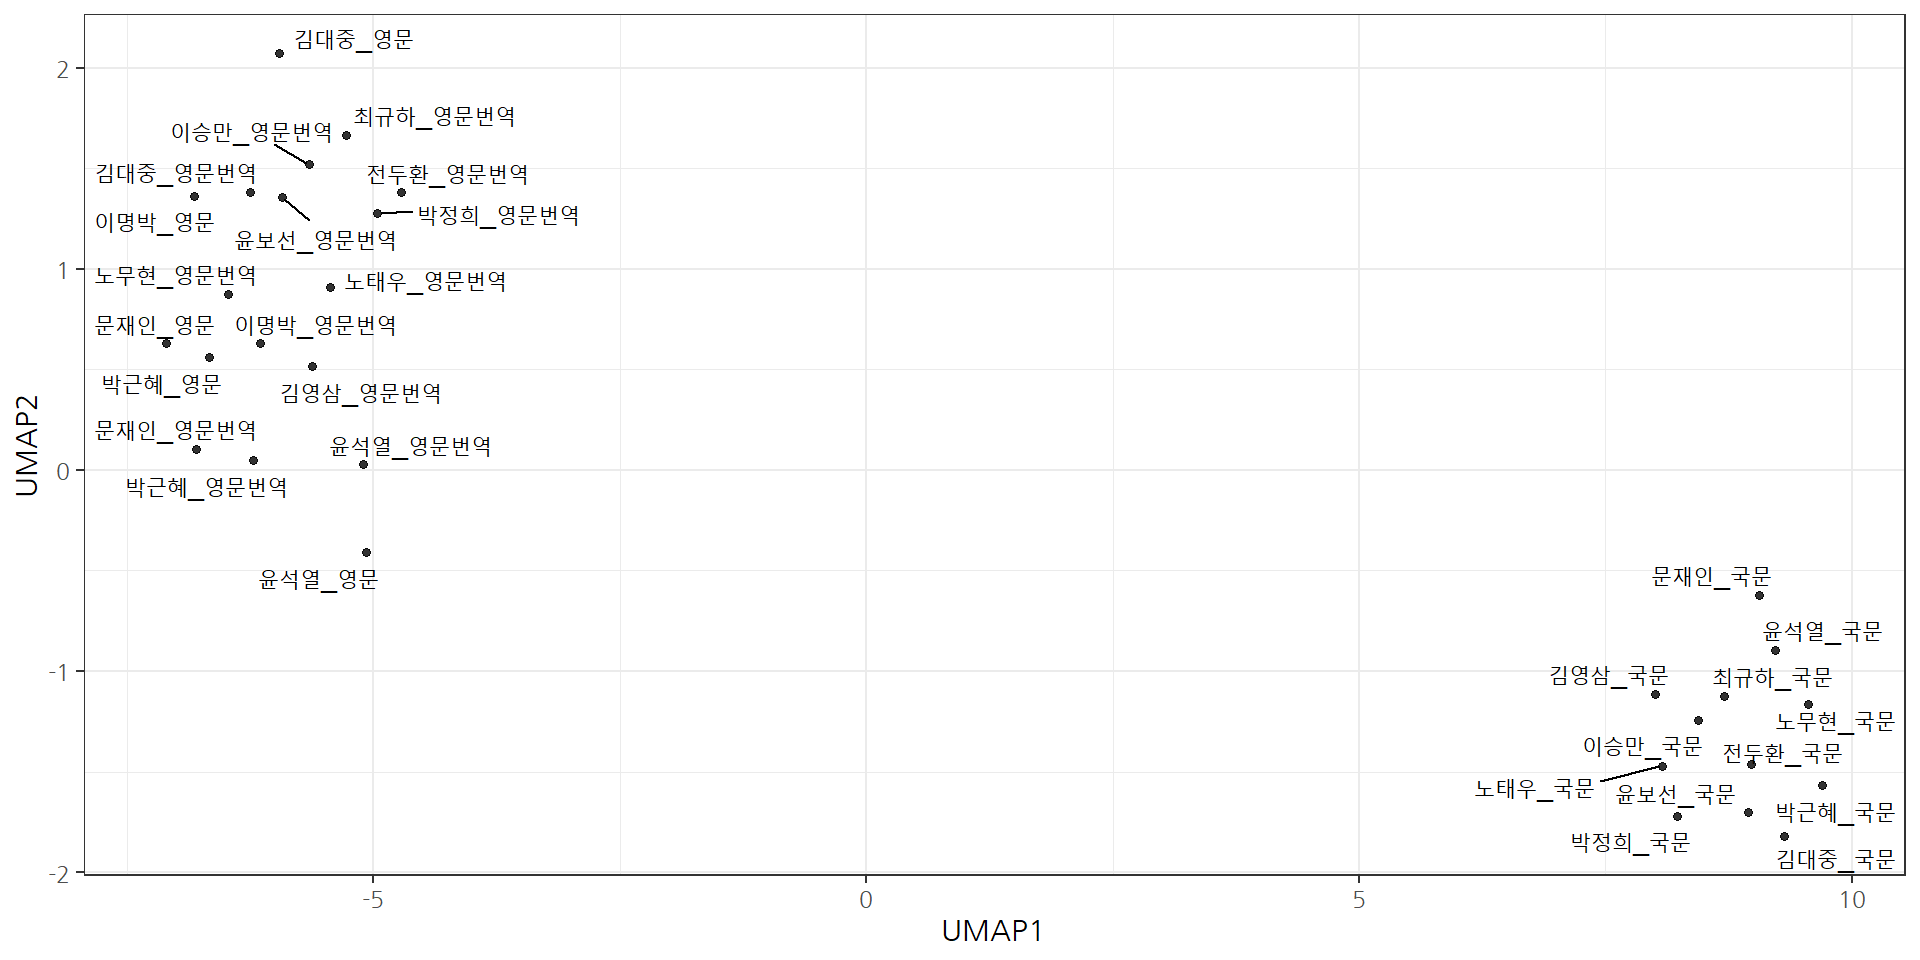 김대중_영문
최규하_영문번역
이승만_영문번역
김대중_영문번역
전두환_영문번역
이명박_영문
박정희_영문번역
윤보선_영문번역
노무현_영문번역
노태우_영문번역
문재인_영문
이명박_영문번역
박근혜_영문
김영삼_영문번역
문재인_영문번역
윤석열_영문번역
박근혜_영문번역
윤석열_영문
문재인_국문
윤석열_국문
김영삼_국문
최규하_국문
노무현_국문
이승만_국문
전두환_국문
노태우_국문
윤보선_국문
박근혜_국문
박정희_국문
김대중_국문
2
1
0
-1
-2
UMAP2
-5
0
5
10
UMAP1